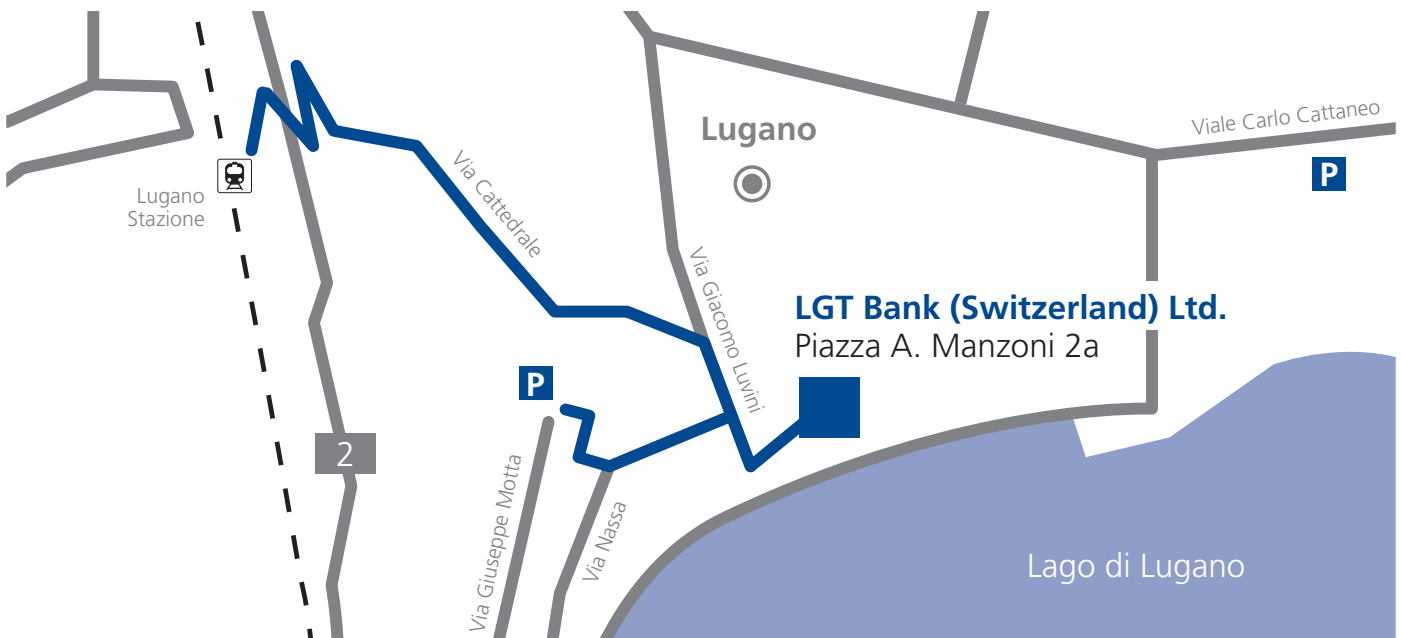 Lugano
Viale Carlo Cattaneo
P
Lugano
Stazione
Via Cattedrale
Via Giacomo Luvini
LGT Bank (Switzerland) Ltd.
Piazza A. Manzoni 2a
P
2
Via Giuseppe Motta
Via Nassa
Lago di Lugano